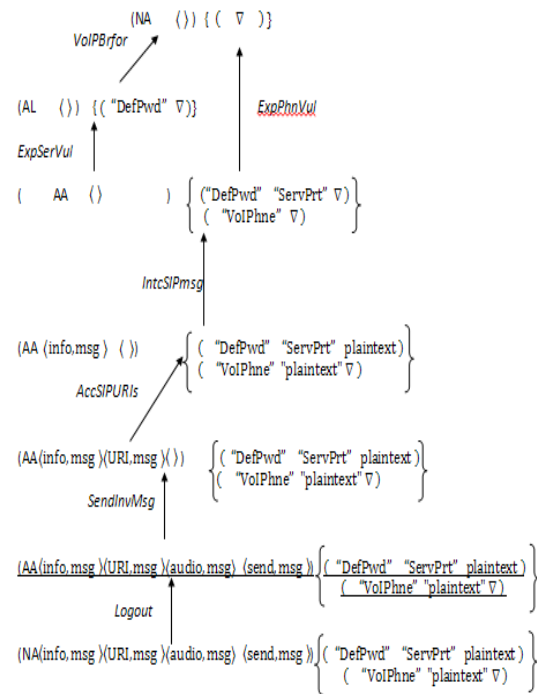 (NA ⟨⟩) { ( ∇ )}
VoIPBrfor
(AL ⟨⟩) {( “DefPwd” ∇)}
ExpPhnVul
ExpSerVul
( AA ⟨⟩ ) {(“DefPwd” “ServPrt” ∇)
( “VoIPhne” ∇)}
IntcSIPmsg
(AA ⟨info,msg⟩ ⟨ ⟩) {( “DefPwd” “ServPrt” plaintext)
( “VoIPhne” "plaintext" ∇)}
AccSIPURIs
(AA⟨info,msg⟩⟨URI,msg⟩⟨⟩) {( “DefPwd” “ServPrt” plaintext)
( “VoIPhne” "plaintext" ∇)}
SendInvMsg
(AA⟨info,msg⟩⟨URI,msg⟩⟨audio,msg⟩ ⟨send,msg⟩) {( “DefPwd” “ServPrt” plaintext)
( “VoIPhne” "plaintext" ∇)}
Logout
(NA⟨info,msg⟩⟨URI,msg⟩⟨audio,msg⟩ ⟨send,msg⟩) {( “DefPwd” “ServPrt” plaintext)
( “VoIPhne” "plaintext" ∇)}